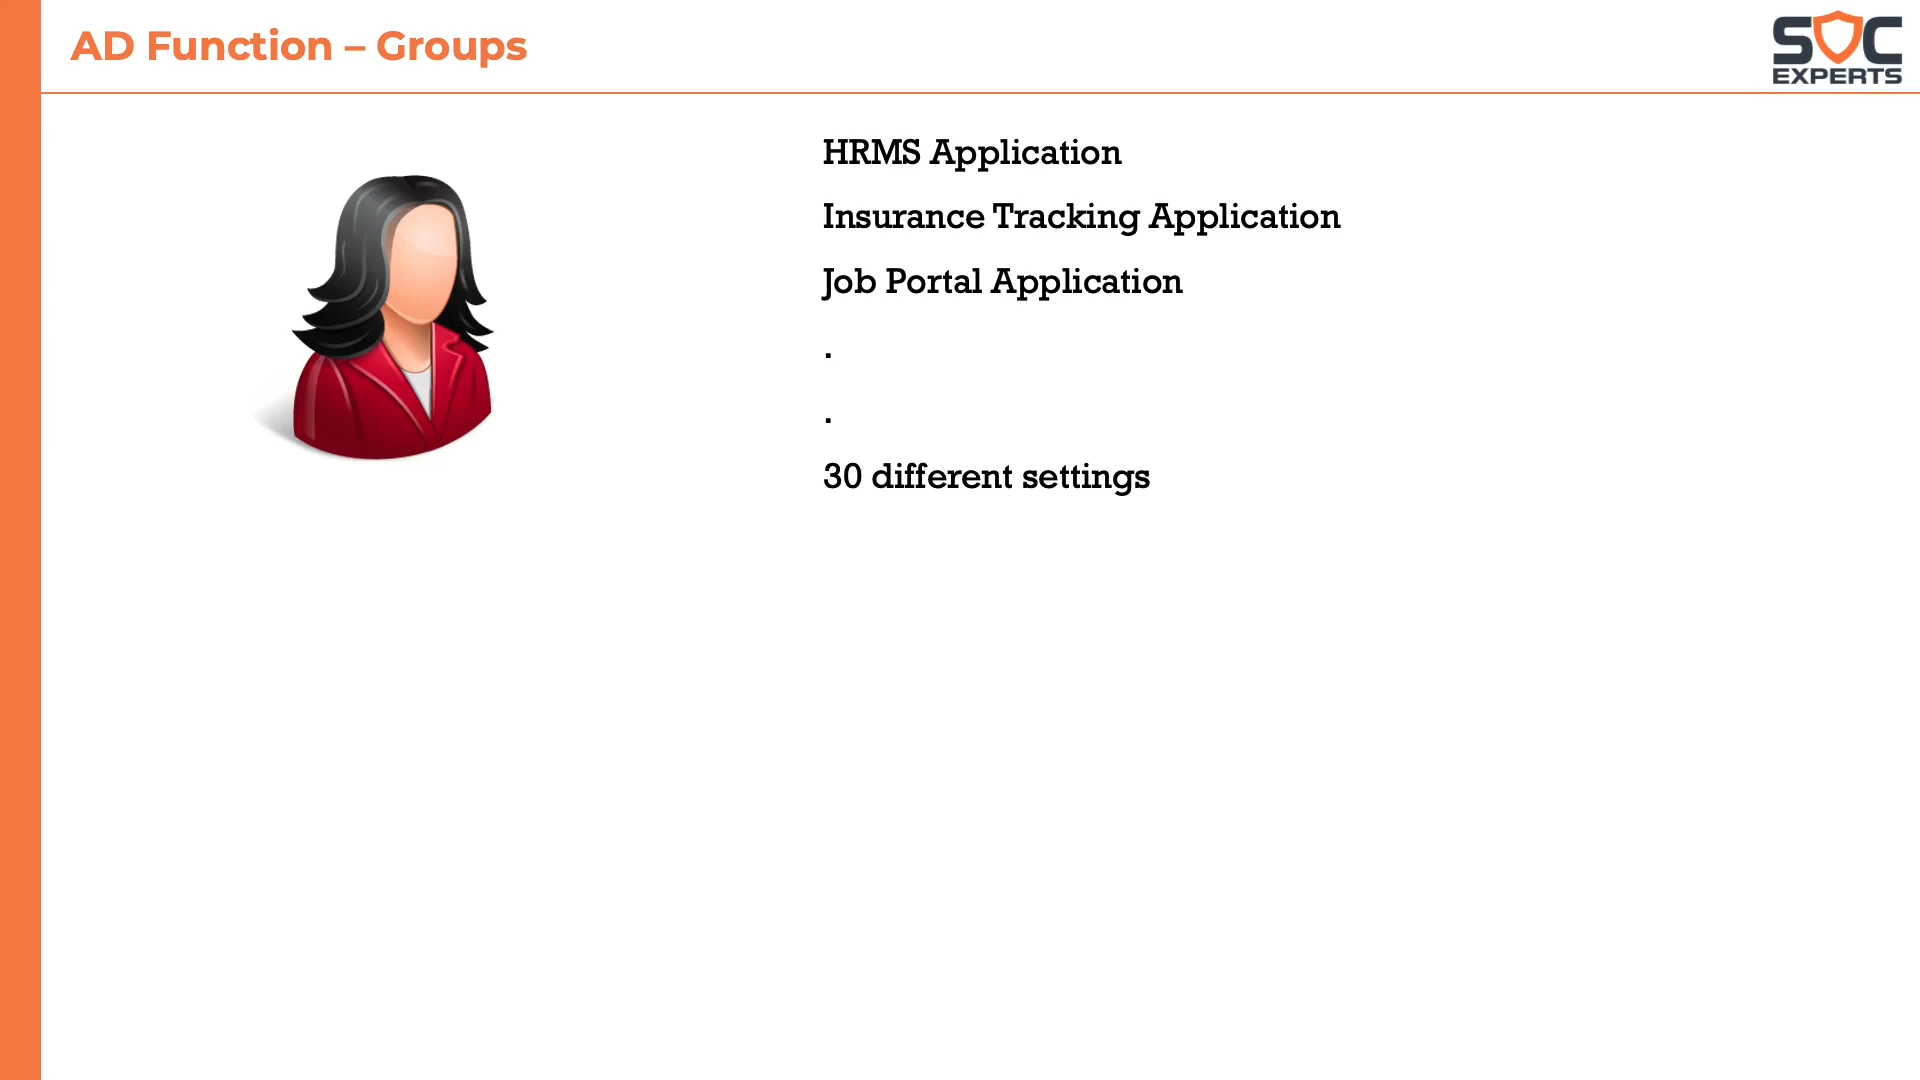 AD Function – Groups
SOC
EXPERTS
HRMS Application
Insurance Tracking Application
Job Portal Application
.
.
30 different settings